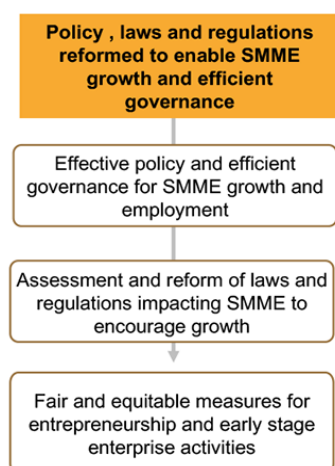 Policy , laws and regulations
reformed to enable SMME
growth and efficient
governance
Effective policy and efficient
governance for SMME growth and
employment
Assessment and reform of laws and
regulations impacting SMME to
encourage growth
Fair and equitable measures for
entrepreneurship and early stage
enterprise activities